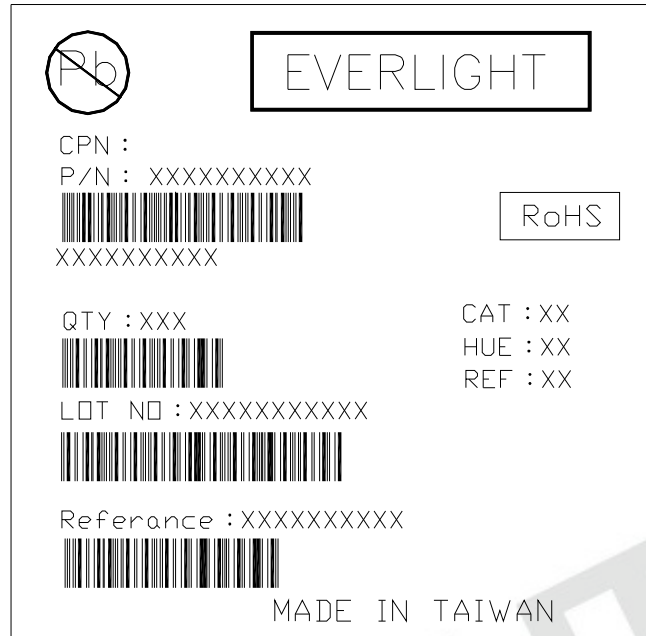 Pb
EVERLIGHT
CPN :
P/N : XXXXXXXXXX
RoHS
XXXXXXXXXX
QTY : XXX
CAT : XX
HUE : XX
REF : XX
LOT NO : XXXXXXXXXXX
Referance : XXXXXXXXXX
MADE IN TAIWAN